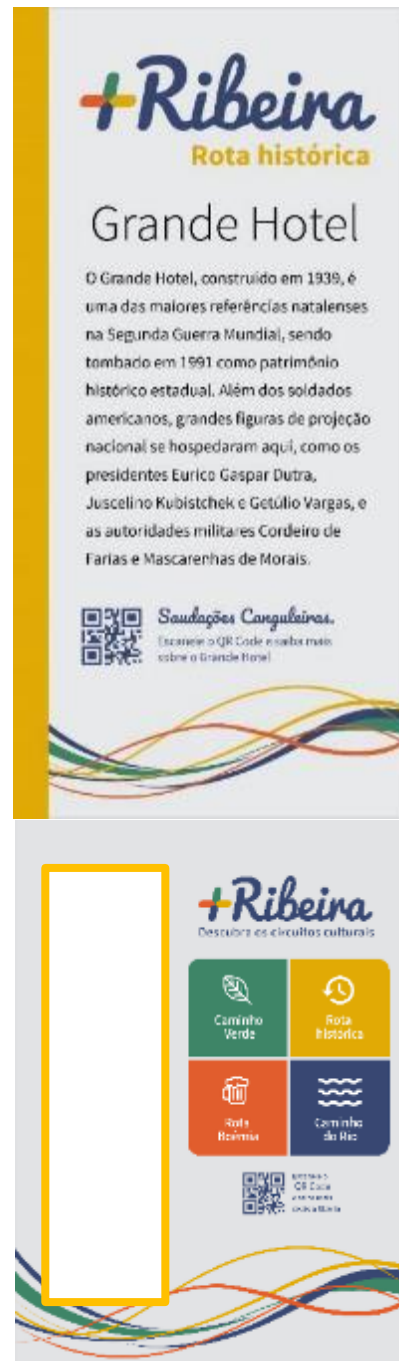 +Ribeira
Rota histórica
Grande Hotel
O Grande Hotel, construído em 1939, é
uma das maiores referências natalenses
na Segunda Guerra Mundial, sendo
tombado em 1991 como patrimônio
histórico estadual. Além dos soldados
americanos, grandes figuras de projeção
nacional se hospedaram aqui, como os
presidentes Eurico Gaspar Dutra,
Juscelino Kubistchek e Getúlio Vargas, e
as autoridades militares Cordeiro de
Farias e Mascarenhas de Morais.
Saudações Canguleiras.
Escaneie o QR Code e saiba mais
sobre o Grande Hotel
+Ribeira
Descubra os circuitos culturais
Caminho
Verde
Rota
histórica
Rota
Boêmia
Caminho
do Rio
QR Code